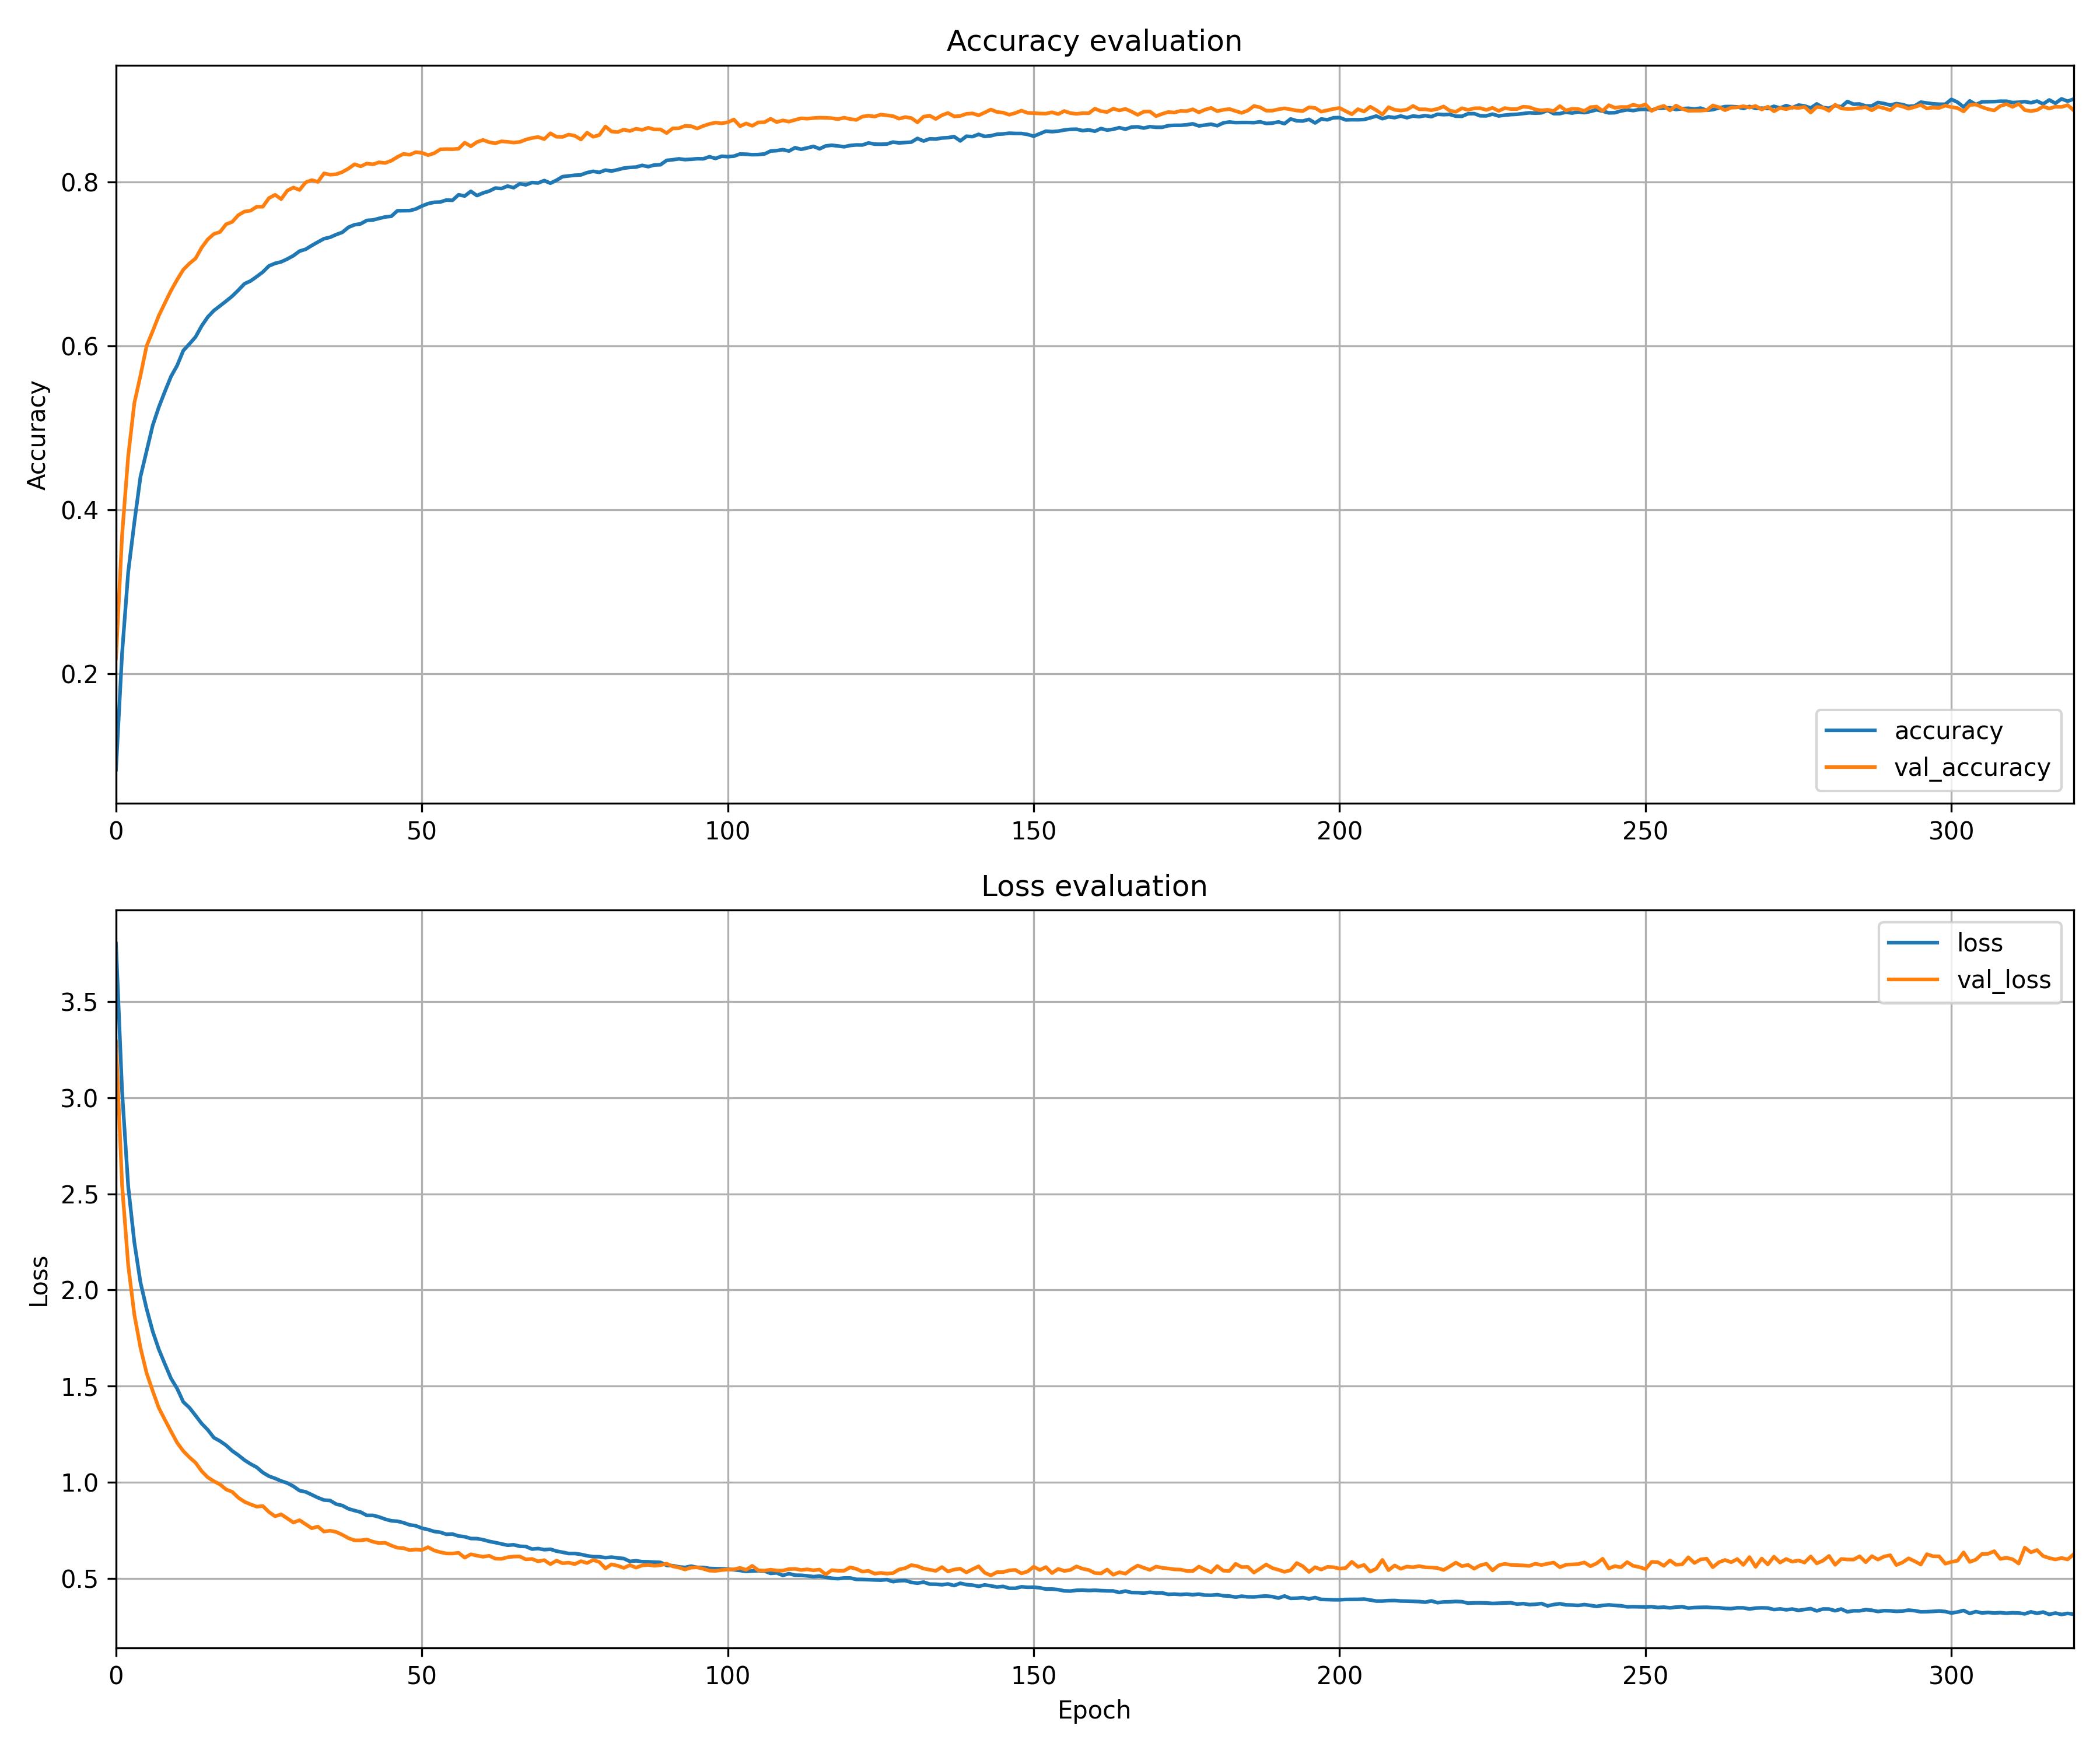 Accuracy evaluation
Accuracy
0.8
0.6
0.4
0.2
accuracy
val_accuracy
0 50 100 150 200 250 300
Loss evaluation
Loss
3.5
3.0
2.5
2.0
1.5
1.0
0.5
loss
val_loss
0 50 100 150 200 250 300
Epoch